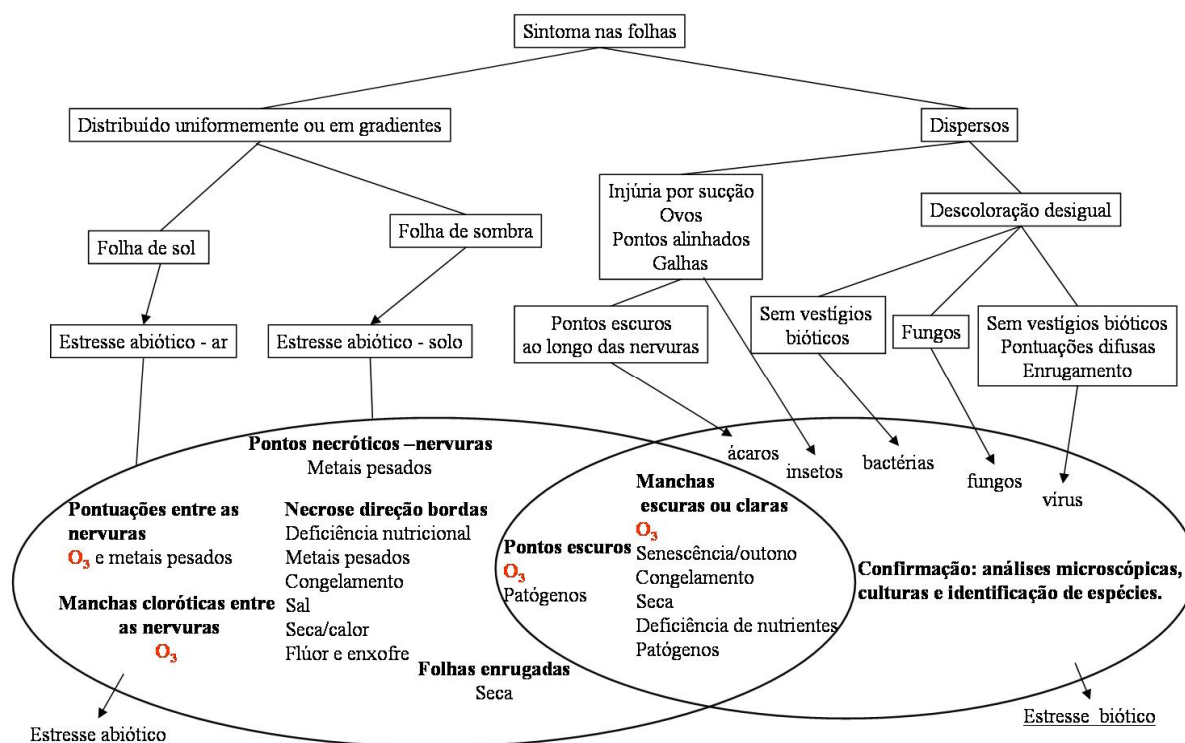 Sintoma nas folhas
Distribuído uniformemente ou em gradientes
Dispersos
Injúria por sucção
Ovos
Pontos alinhados
Galhas
Descoloração desigual
Folha de sol
Folha de sombra
Estresse abiótico - ar
Estresse abiótico - solo
Pontos escuros
ao longo das nervuras
Sem vestígios
bióticos
Fungos
Sem vestígios bióticos
Pontuações difusas
Enrugamento
ácaros
insetos
bactérias
fungos
vírus
Pontos necróticos –nervuras
Metais pesados
Pontuações entre as
nervuras
O3 e metais pesados
Manchas cloróticas entre
as nervuras
O3
Necrose direção bordas
Deficiência nutricional
Metais pesados
Congelamento
Sal
Seca/calor
Flúor e enxofre
Folhas enrugadas
Seca
Pontos escuros
O3
Patógenos
Manchas
escuras ou claras
O3
Senescência/outono
Congelamento
Seca
Deficiência de nutrientes
Patógenos
Confirmação: análises microscópicas,
culturas e identificação de espécies.
Estresse abiótico
Estresse biótico